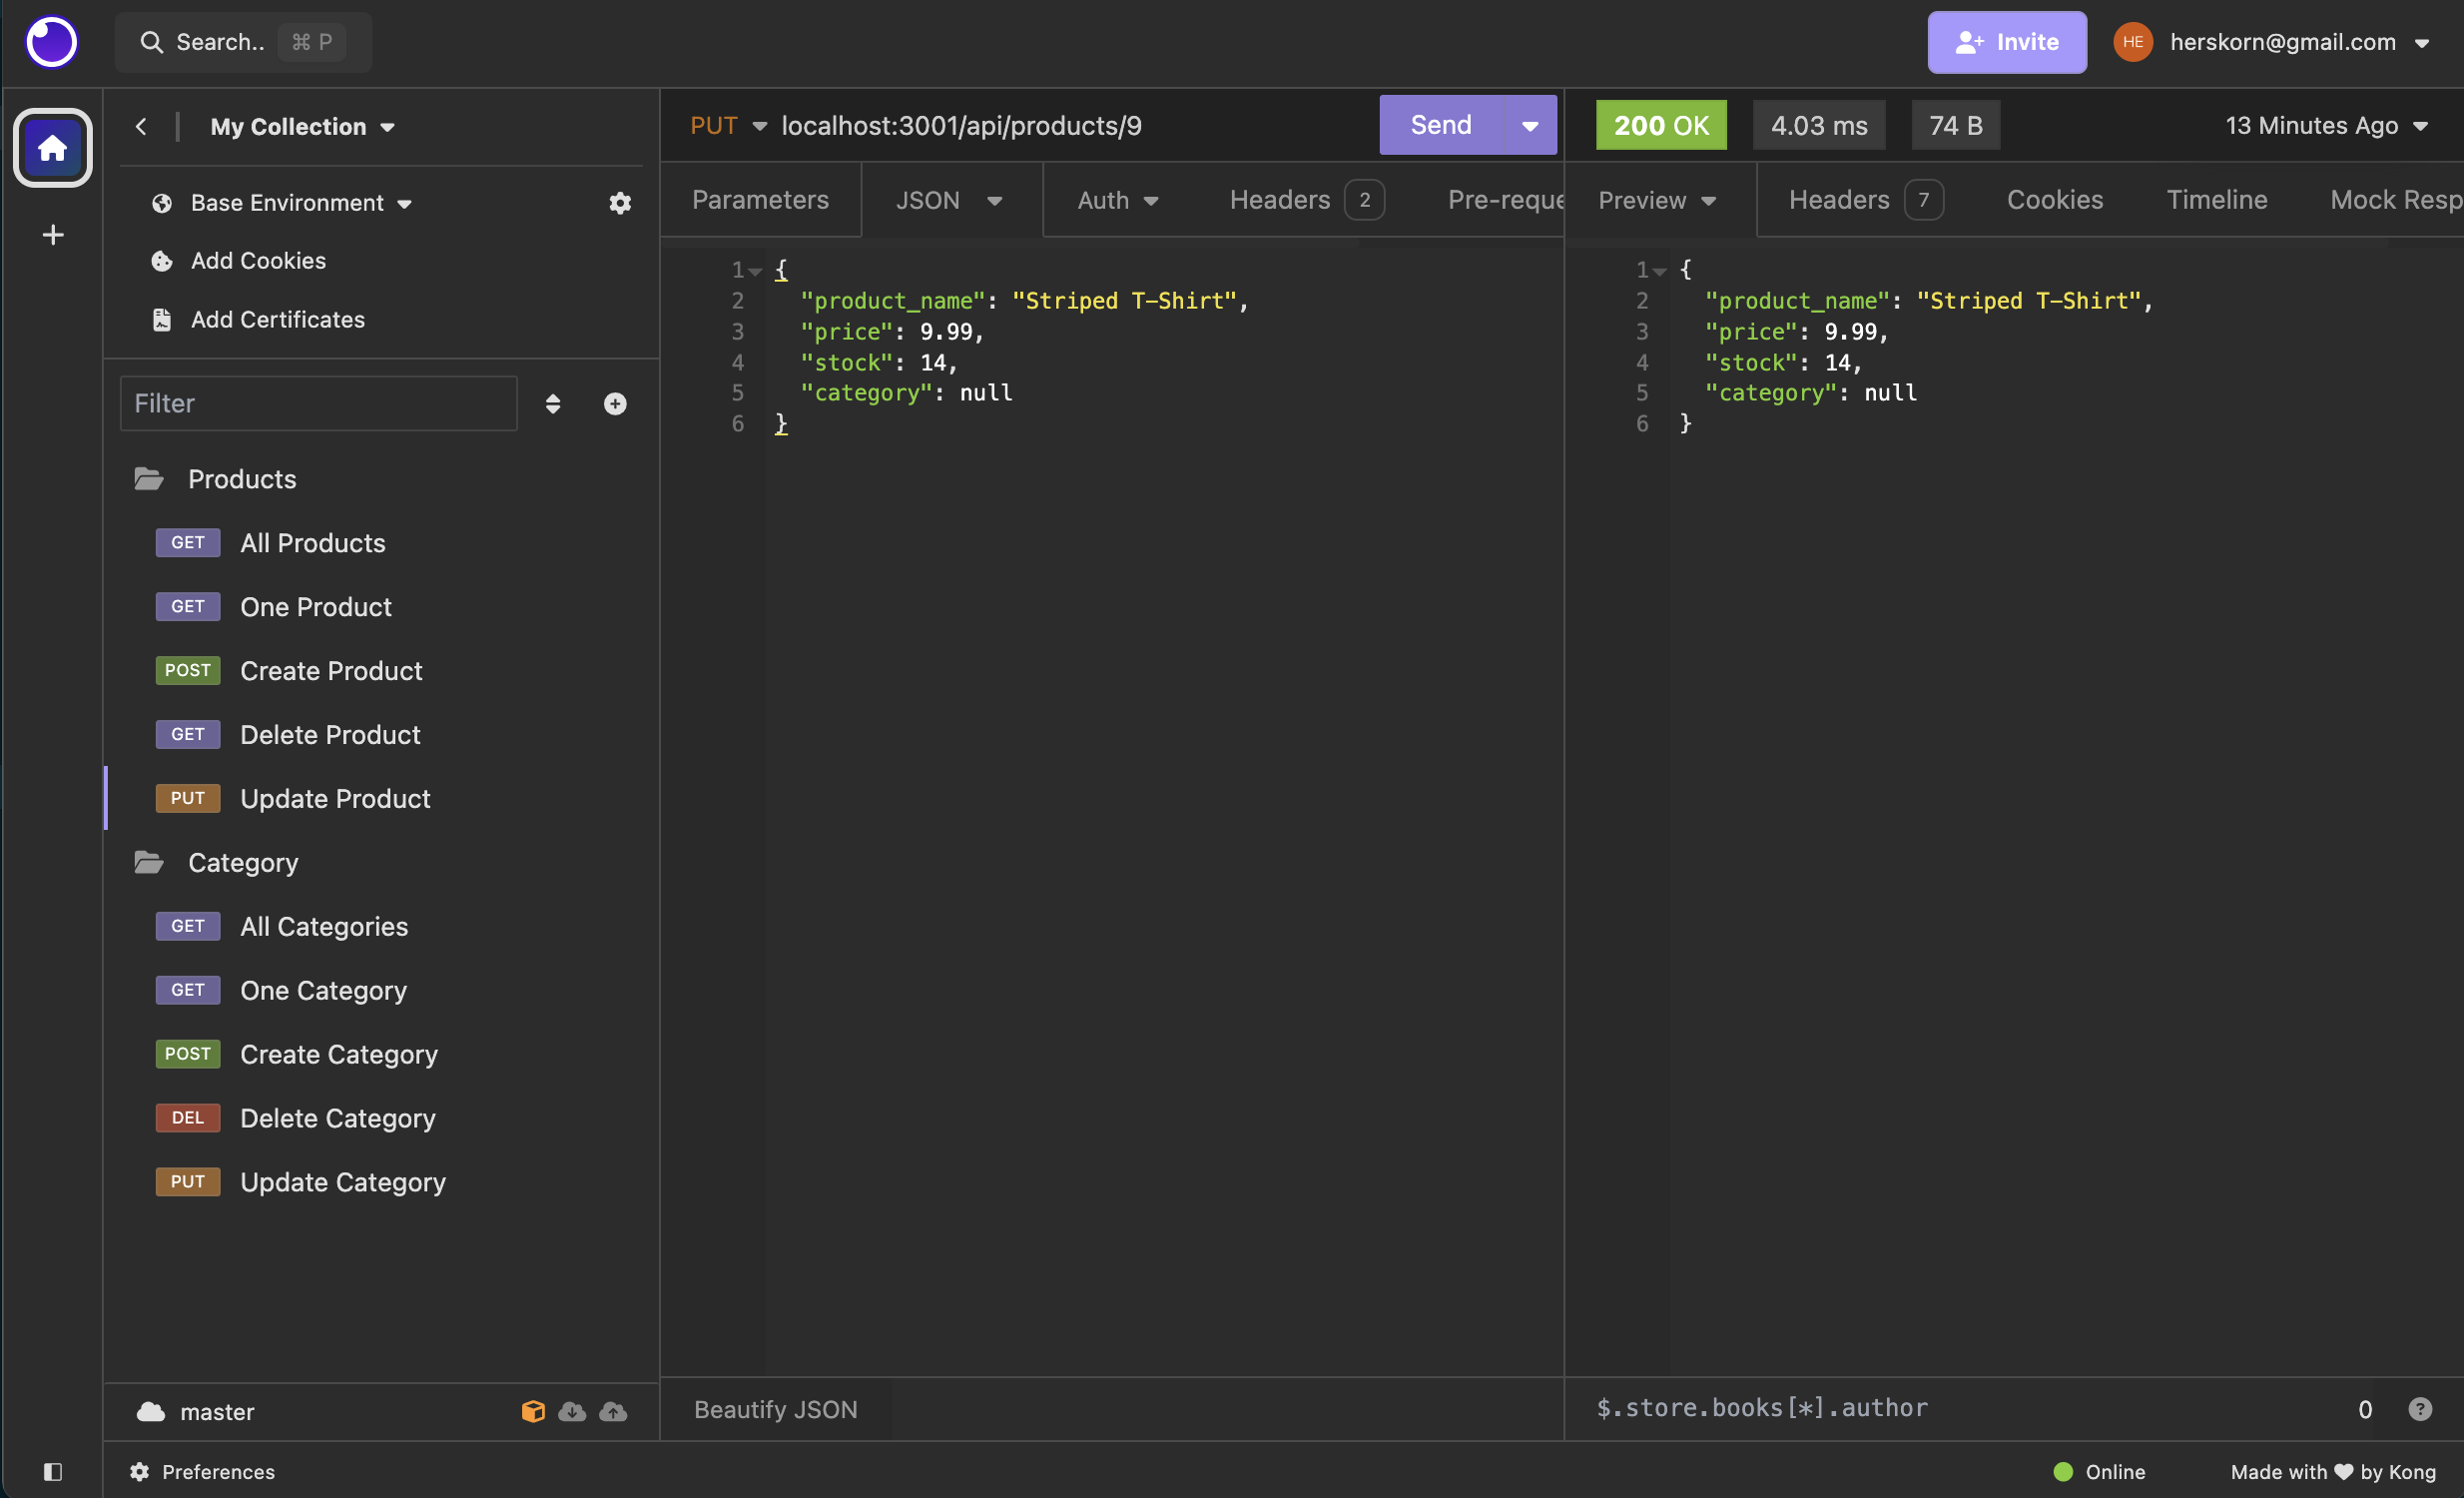 Search.. ⌘ P
Invite
HE herskorn@gmail.com
My Collection
Base Environment
Add Cookies
Add Certificates
Filter
Products
GET All Products
GET One Product
POST Create Product
GET Delete Product
PUT Update Product
Category
GET All Categories
GET One Category
POST Create Category
DEL Delete Category
PUT Update Category
master
Preferences
PUT localhost:3001/api/products/9 Send
Parameters JSON Auth Headers 2 Pre-reque
1 {
2 "product_name": "Striped T-Shirt",
3 "price": 9.99,
4 "stock": 14,
5 "category": null
6 }
Beautify JSON
200 OK 4.03 ms 74 B 13 Minutes Ago
Preview Headers 7 Cookies Timeline Mock Resp
1 {
2 "product_name": "Striped T-Shirt",
3 "price": 9.99,
4 "stock": 14,
5 "category": null
6 }
$.store.books[*].author 0 ?
Online Made with ♥ by Kong